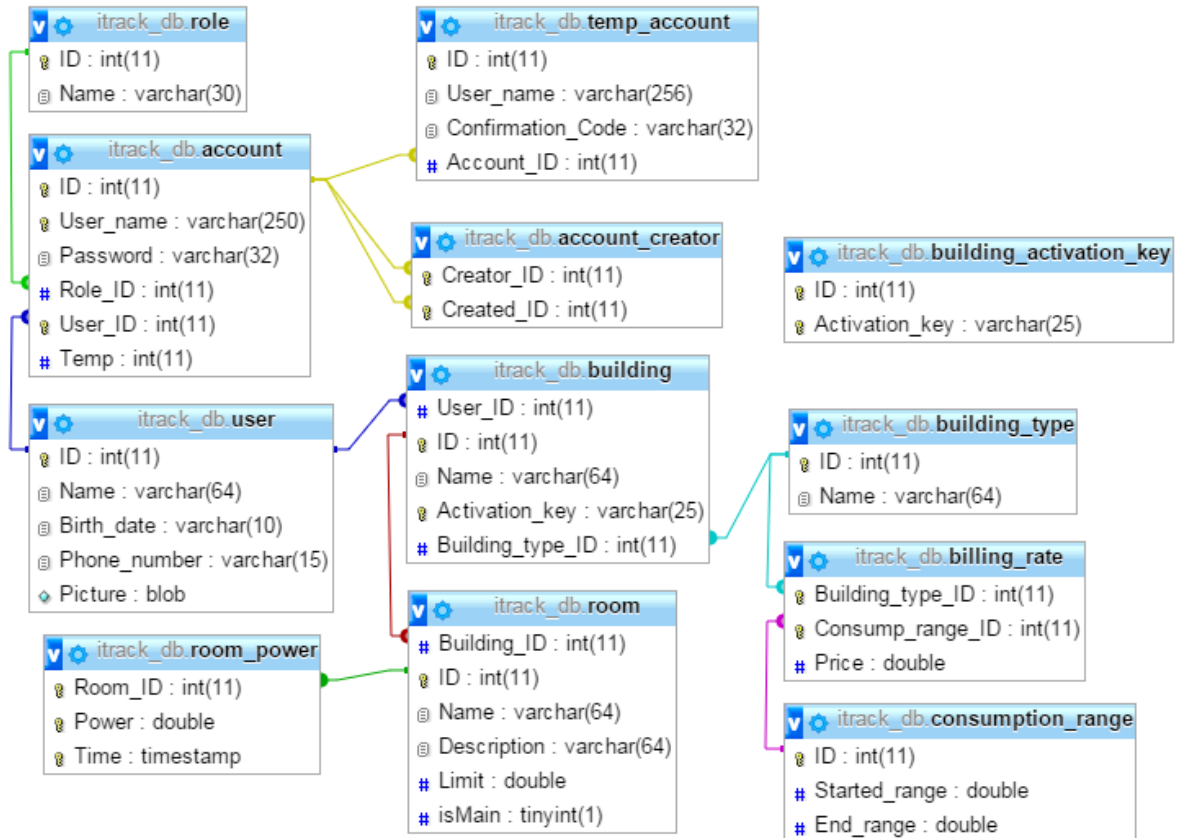 itrack_db.role
ID : int(11)
Name : varchar(30)
itrack_db.temp_account
ID : int(11)
User_name : varchar(256)
Confirmation_Code : varchar(32)
# Account_ID : int(11)
itrack_db.account
ID : int(11)
User_name : varchar(250)
Password : varchar(32)
# Role_ID : int(11)
User_ID : int(11)
# Temp : int(11)
itrack_db.account_creator
Creator_ID : int(11)
Created_ID : int(11)
itrack_db.building_activation_key
ID : int(11)
Activation_key : varchar(25)
itrack_db.user
ID : int(11)
Name : varchar(64)
Birth_date : varchar(10)
Phone_number : varchar(15)
Picture : blob
itrack_db.building
# User_ID : int(11)
ID : int(11)
Name : varchar(64)
Activation_key : varchar(25)
# Building_type_ID : int(11)
itrack_db.building_type
ID : int(11)
Name : varchar(64)
itrack_db.billing_rate
Building_type_ID : int(11)
Consump_range_ID : int(11)
# Price : double
itrack_db.room_power
Room_ID : int(11)
Power : double
Time : timestamp
itrack_db.room
# Building_ID : int(11)
ID : int(11)
Name : varchar(64)
Description : varchar(64)
# Limit : double
# isMain : tinyint(1)
itrack_db.consumption_range
ID : int(11)
# Started_range : double
# End_range : double